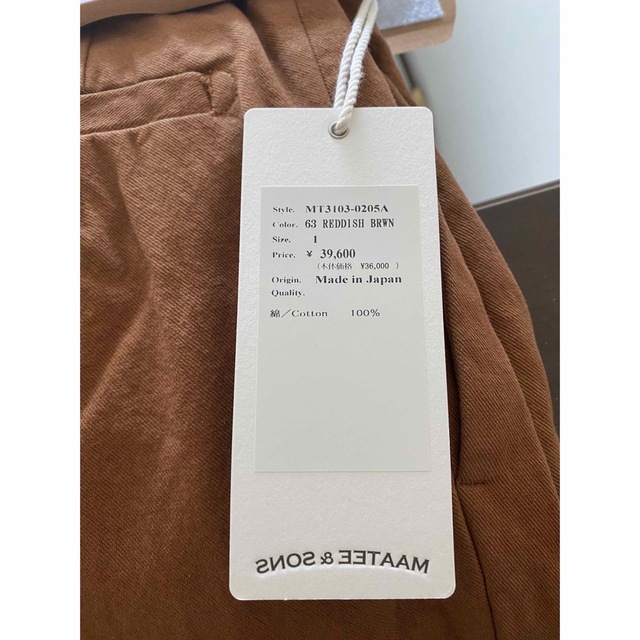 Style. MT3103-0205A
Color. 63 REDDISH BRWN
Size. 1
Price. ¥ 39,600
(本体価格 ¥36,000 )
Origin. Made in Japan
Quality.
綿/Cotton 100%
MAATEE & SONS